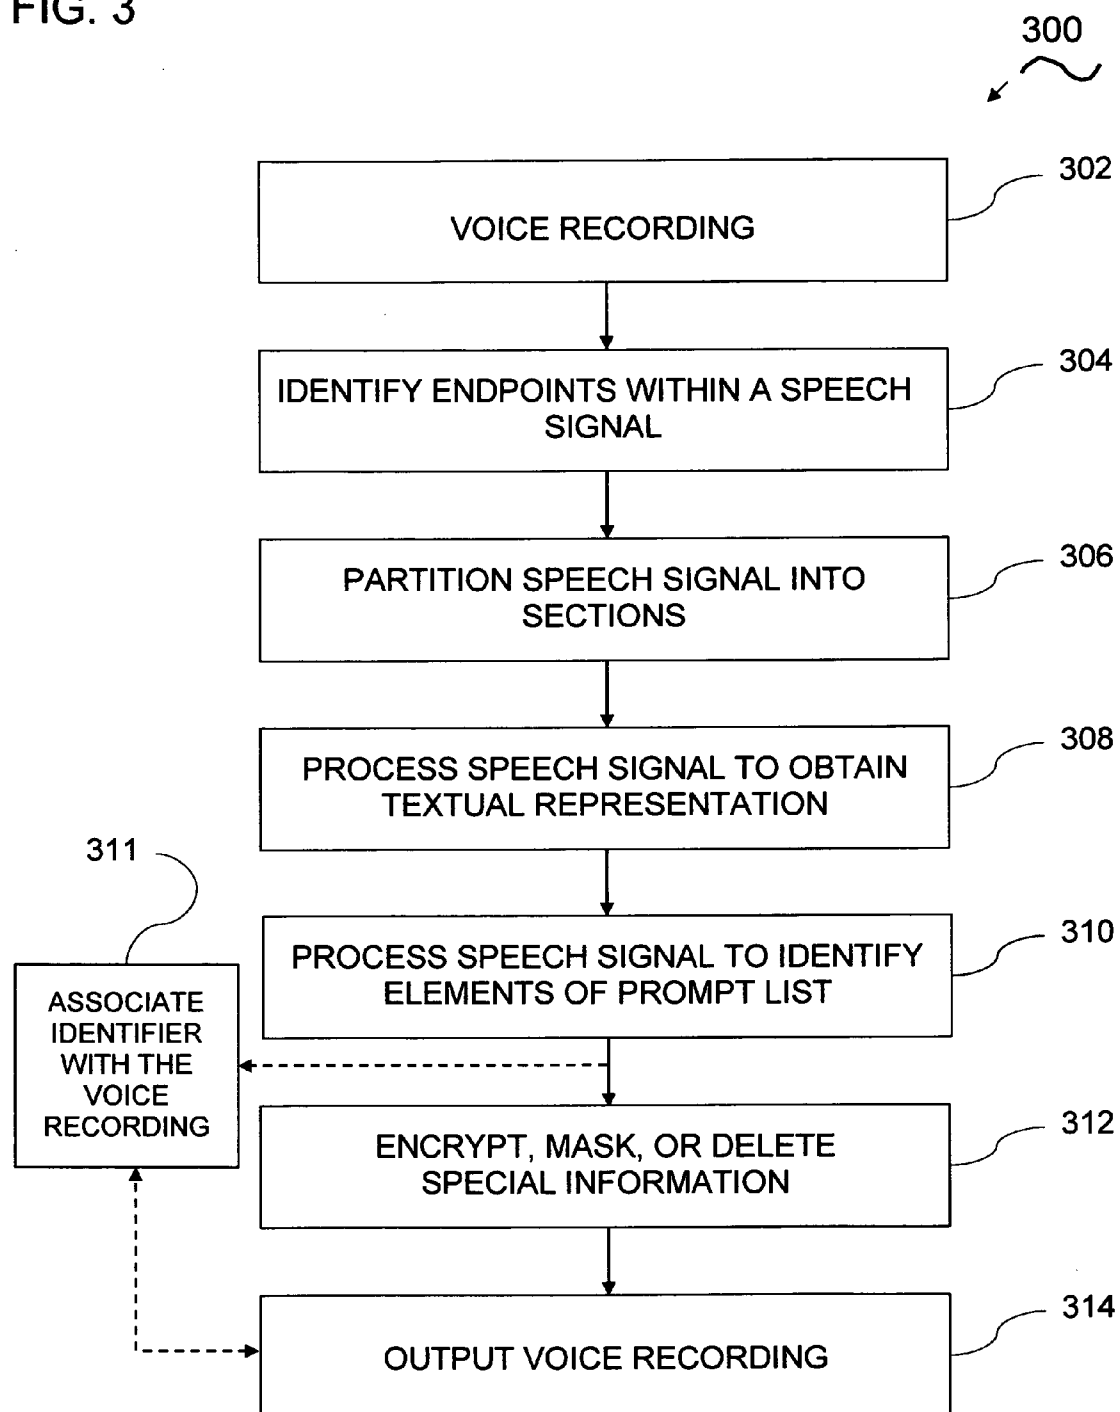 FIG. 3
300
VOICE RECORDING
302
IDENTIFY ENDPOINTS WITHIN A SPEECH
SIGNAL
304
PARTITION SPEECH SIGNAL INTO
SECTIONS
306
PROCESS SPEECH SIGNAL TO OBTAIN
TEXTUAL REPRESENTATION
308
311
PROCESS SPEECH SIGNAL TO IDENTIFY
ELEMENTS OF PROMPT LIST
310
ASSOCIATE
IDENTIFIER
WITH THE
VOICE
RECORDING
ENCRYPT, MASK, OR DELETE
SPECIAL INFORMATION
312
OUTPUT VOICE RECORDING
314